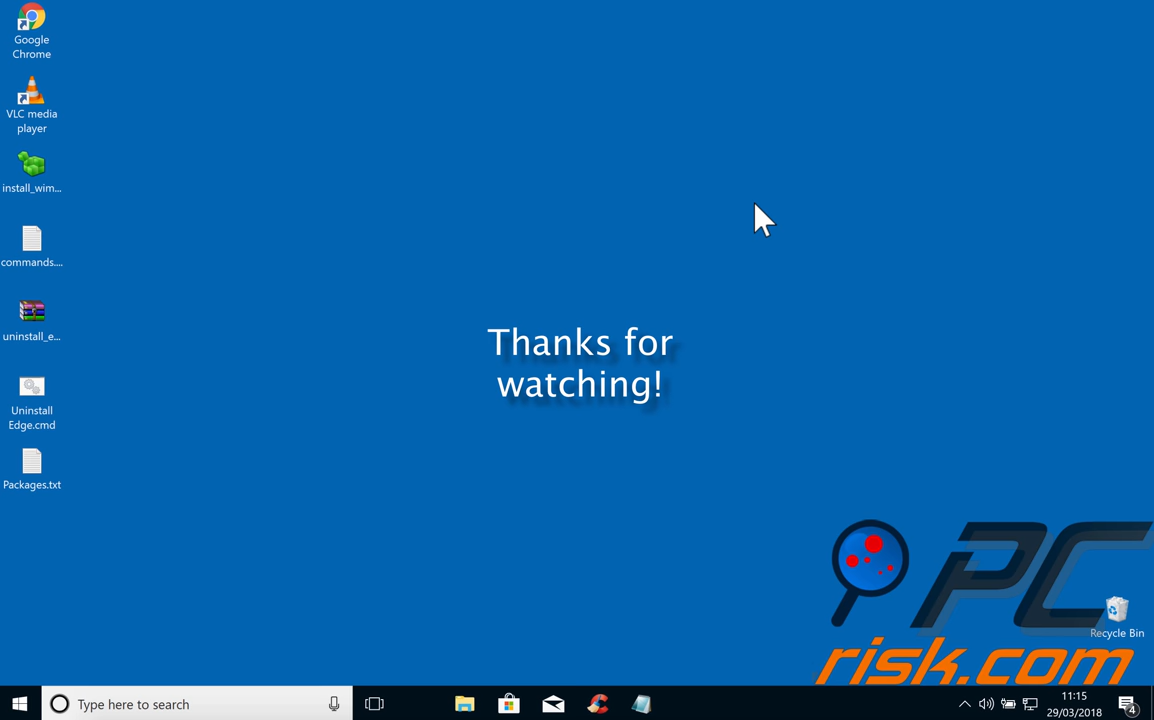 Google
Chrome
VLC media
player
install_wim...
commands....
uninstall_e...
Uninstall
Edge.cmd
Packages.txt
Thanks for
watching!
PC
risk.com
Recycle Bin
Type here to search
11:15
29/03/2018
4